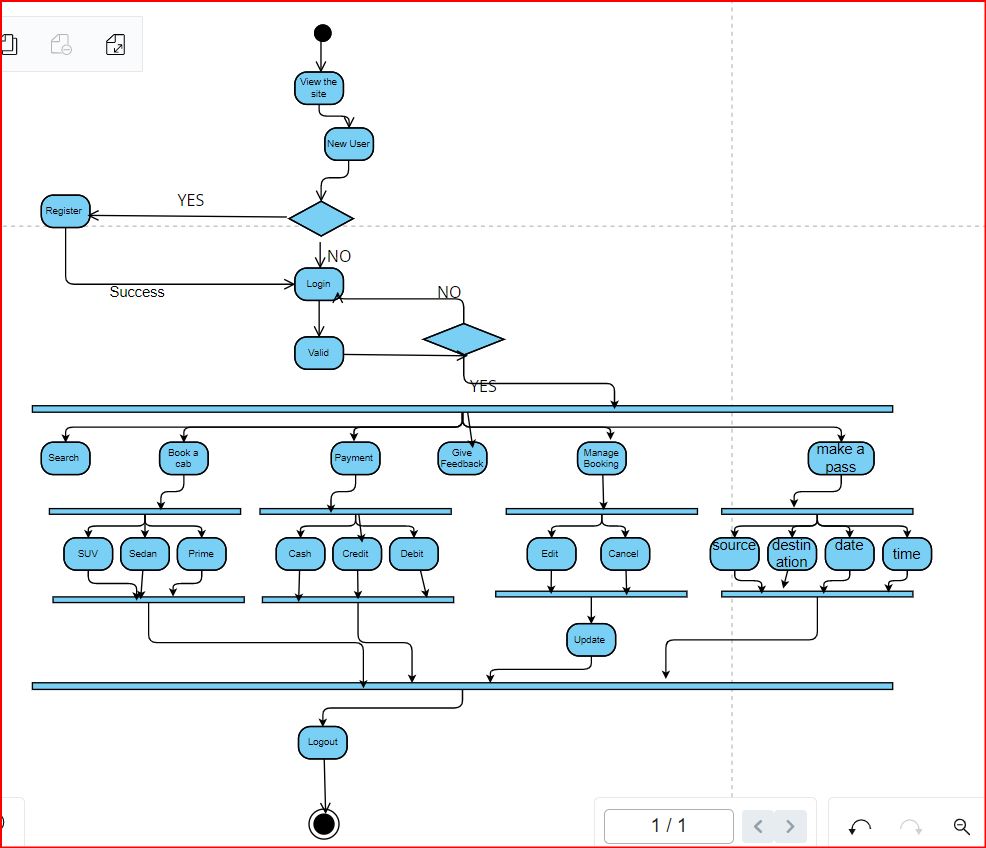 View the
site
New User
YES
Register
NO
Login
Success
NO
Valid
YES
Search
Book a
cab
Payment
Give
Feedback
Manage
Booking
make a
pass
SUV
Sedan
Prime
Cash
Credit
Debit
Edit
Cancel
source
destin
ation
date
time
Update
Logout
1 / 1